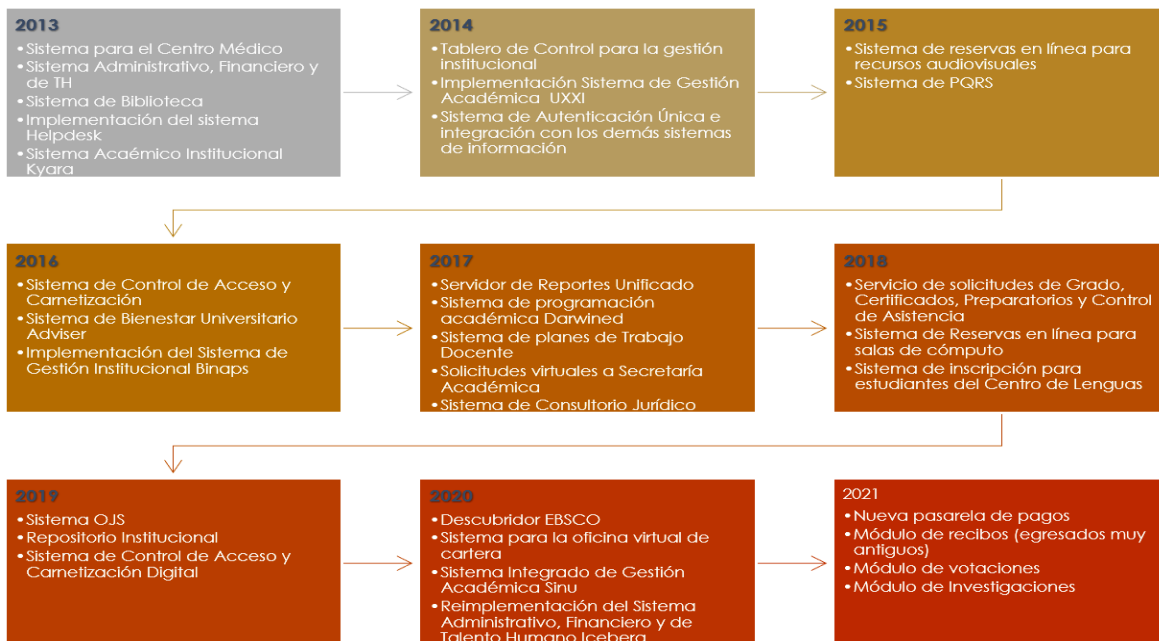 2013
•Sistema para el Centro Médico
•Sistema Administrativo, Financiero y
de TH
•Sistema de Biblioteca
•Implementación del sistema
Helpdesk
•Sistema Acaémico Institucional
Kyara
2014
•Tablero de Control para la gestión
institucional
•Implementación Sistema de Gestión
Académica UXXI
•Sistema de Autenticación Única e
integración con los demás sistemas
de información
2015
•Sistema de reservas en línea para
recursos audiovisuales
•Sistema de PQRS
2016
•Sistema de Control de Acceso y
Carnetización
•Sistema de Bienestar Universitario
Adviser
•Implementación del Sistema de
Gestión Institucional Binaps
2017
•Servidor de Reportes Unificado
•Sistema de programación
académica Darwined
•Sistema de planes de Trabajo
Docente
•Solicitudes virtuales a Secretaría
Académica
•Sistema de Consultorio Jurídico
2018
•Servicio de solicitudes de Grado,
Certificados, Preparatorios y Control
de Asistencia
•Sistema de Reservas en línea para
salas de cómputo
•Sistema de inscripción para
estudiantes del Centro de Lenguas
2019
•Sistema OJS
•Repositorio Institucional
•Sistema de Control de Acceso y
Carnetización Digital
2020
•Descubridor EBSCO
•Sistema para la oficina virtual de
cartera
•Sistema Integrado de Gestión
Académica Sinu
•Reimplementación del Sistema
Administrativo, Financiero y de
Talento Humano Iceberg
2021
•Nueva pasarela de pagos
•Módulo de recibos (egresados muy
antiguos)
•Módulo de votaciones
•Módulo de Investigaciones